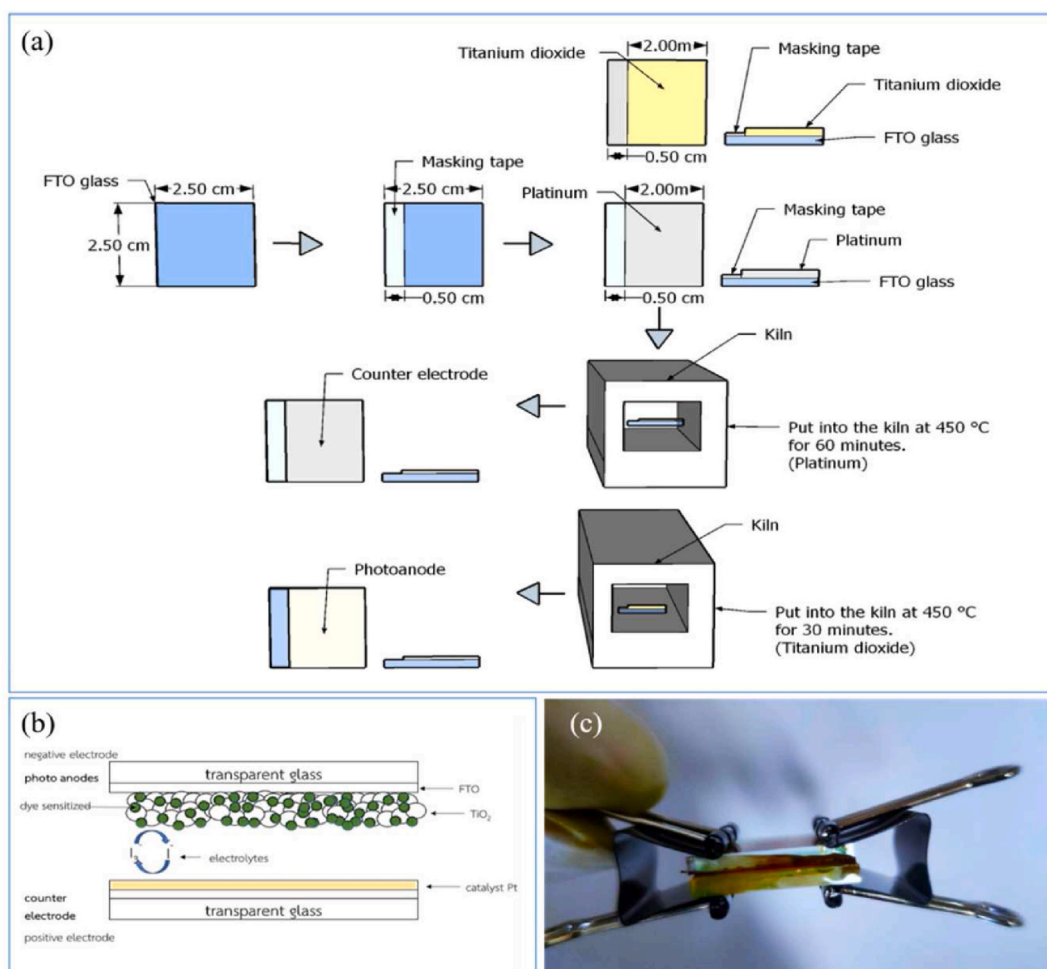 (a)
2.00m
Titanium dioxide
Masking tape
Titanium dioxide
FTO glass
0.50 cm
FTO glass
2.50 cm
2.50 cm
Masking tape
2.50 cm
0.50 cm
Platinum
2.00m
0.50 cm
Masking tape
Platinum
FTO glass
Kiln
Counter electrode
Put into the kiln at 450 °C
for 60 minutes.
(Platinum)
Kiln
Photoanode
Put into the kiln at 450 °C
for 30 minutes.
(Titanium dioxide)
(b)
negative electrode
photo anodes
transparent glass
FTO
dye sensitized
TiO₂
I₃
I⁻
electrolytes
catalyst Pt
counter
electrode
transparent glass
positive electrode
(c)